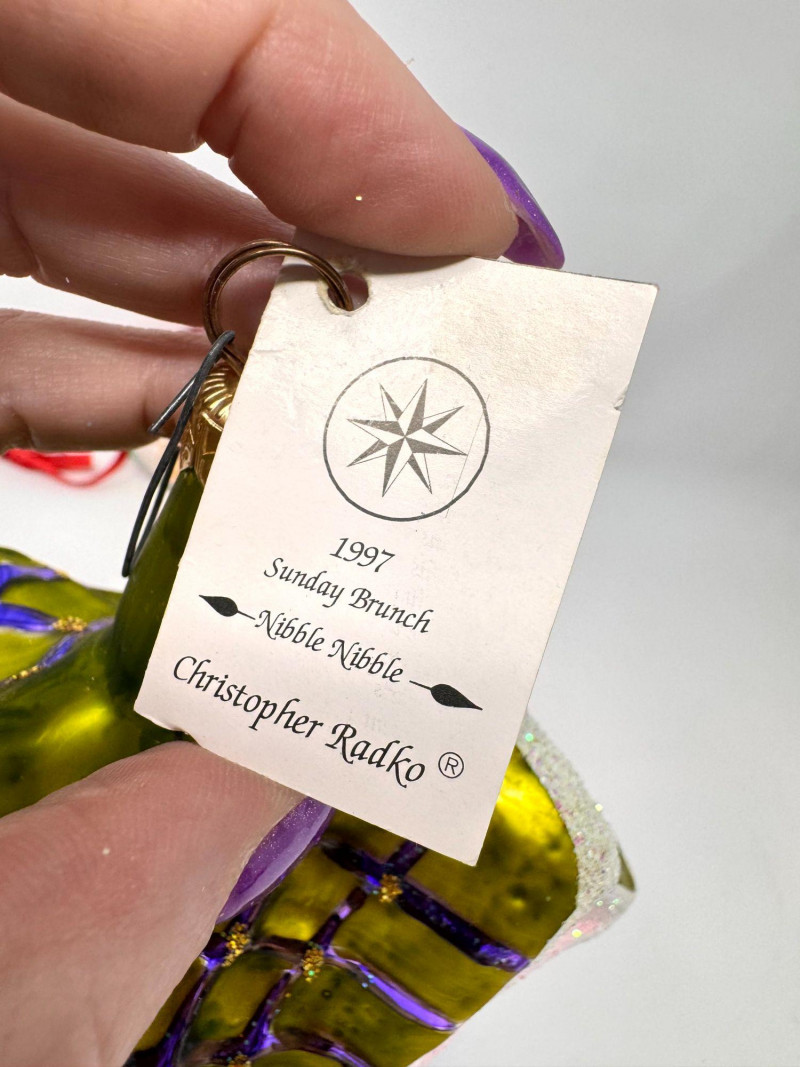 1997
Sunday Brunch
Nibble Nibble
Christopher Radko ®